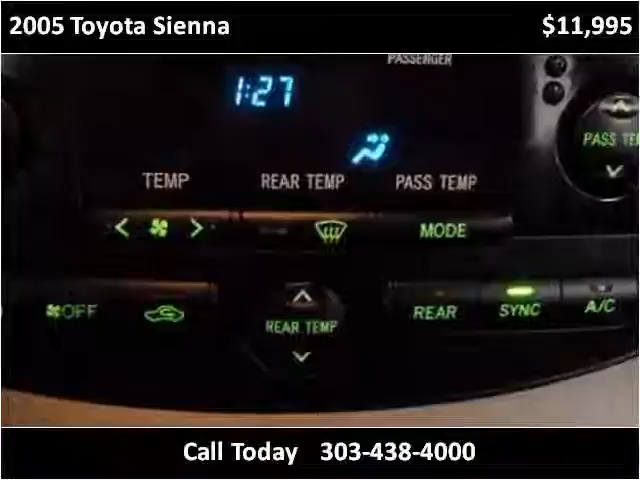 2005 Toyota Sienna $11,995
PASSENGER
1:27
PASS TE
TEMP REAR TEMP PASS TEMP
MODE
OFF REAR TEMP REAR SYNC A/C
Call Today 303-438-4000